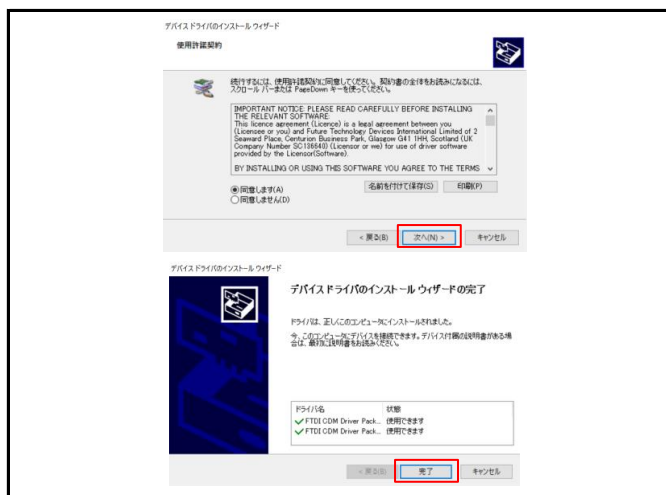 デバイス ドライバのインストール ウィザード
使用許諾契約
続行するには、使用許諾契約に同意してください。契約書の全体をお読みになるには、
スクロール バーまたは PageDown キーを使ってください。
IMPORTANT NOTICE: PLEASE READ CAREFULLY BEFORE INSTALLING
THE RELEVANT SOFTWARE:
This licence agreement (Licence) is a legal agreement between you
(Licensee or you) and Future Technology Devices International Limited of 2
Seaward Place, Centurion Business Park, Glasgow G41 1HH, Scotland (UK
Company Number SC136640) (Licensor or we) for use of driver software
provided by the Licensor(Software).
BY INSTALLING OR USING THIS SOFTWARE YOU AGREE TO THE TERMS
同意します(A)
名前を付けて保存(S)
印刷(P)
同意しません(D)
< 戻る(B)
次へ(N) >
キャンセル
デバイス ドライバのインストール ウィザード
デバイス ドライバのインストール ウィザードの完了
ドライバは、正しくこのコンピュータにインストールされました。
今、このコンピュータにデバイスを接続できます。デバイス付属の説明書がある場
合は、最初に説明書をお読みください。
ドライバ名 状態
FTDI CDM Driver Pack... 使用できます
FTDI CDM Driver Pack... 使用できます
< 戻る(B)
完了
キャンセル